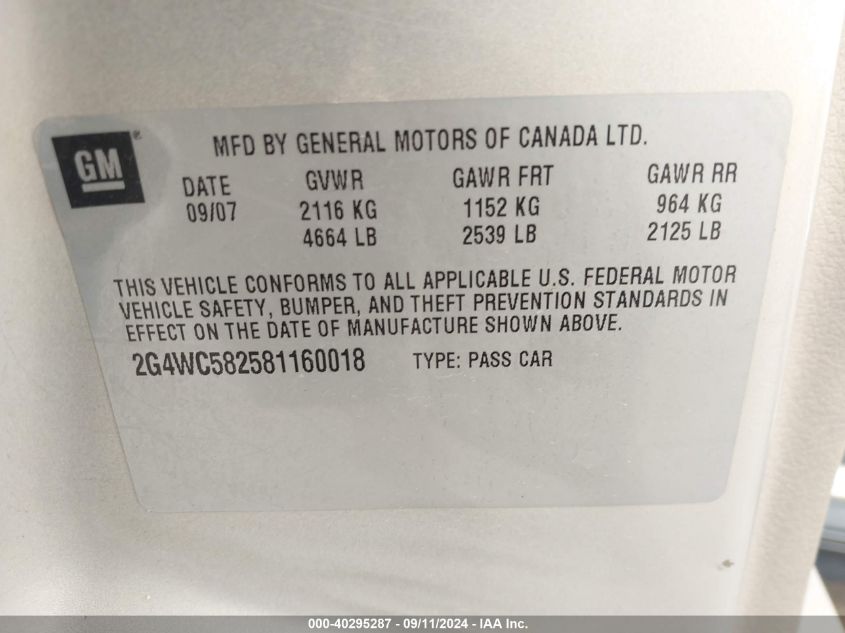 GM®
MFD BY GENERAL MOTORS OF CANADA LTD.
DATE GVWR GAWR FRT GAWR RR
09/07 2116 KG 1152 KG 964 KG
4664 LB 2539 LB 2125 LB
THIS VEHICLE CONFORMS TO ALL APPLICABLE U.S. FEDERAL MOTOR
VEHICLE SAFETY, BUMPER, AND THEFT PREVENTION STANDARDS IN
EFFECT ON THE DATE OF MANUFACTURE SHOWN ABOVE.
2G4WC582581160018 TYPE: PASS CAR
000-40295287 - 09/11/2024 - IAA Inc.